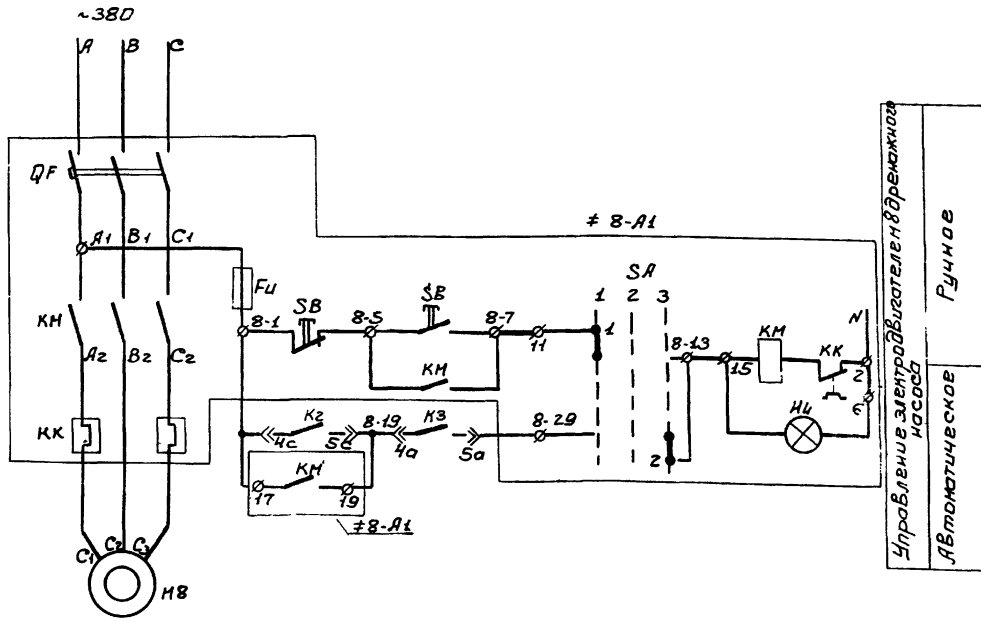 ~380
A B C
QF
A1 B1 C1
≠ 8-A1
Fu
SA
1 2 3
SB SB
8-1 8-5 8-7 11 1
KM
A2 B2 C2
KM
8-13 15 KM KK N
2
6
HL
KK
K2 8-19 K3 8-29
4c 5c 4a 5a
2
17 KM 19
≠8-A1
C1 C2 C3
M8
Управление электродвигателем 8 дренажного
насоса
Ручное
Автоматическое